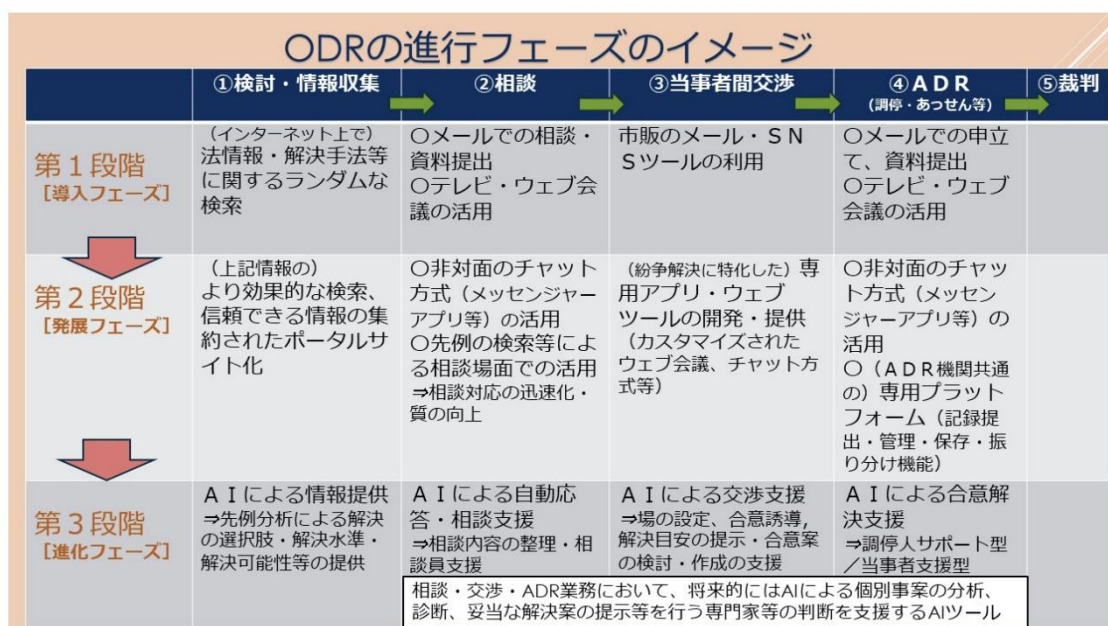 ODRの進行フェーズのイメージ
①検討・情報収集
②相談
③当事者間交渉
④ＡＤＲ
（調停・あっせん等）
⑤裁判
第１段階
［導入フェーズ］
（インターネット上で）
法情報・解決手法等
に関するランダムな
検索
〇メールでの相談・
資料提出
〇テレビ・ウェブ会
議の活用
市販のメール・ＳＮ
Ｓツールの利用
〇メールでの申立
て、資料提出
〇テレビ・ウェブ
会議の活用
第２段階
［発展フェーズ］
（上記情報の）
より効果的な検索、
信頼できる情報の集
約されたポータルサ
イト化
〇非対面のチャット
方式（メッセンジャー
アプリ等）の活用
〇先例の検索等によ
る相談場面での活用
⇒相談対応の迅速化・
質の向上
（紛争解決に特化した）専
用アプリ・ウェブ
ツールの開発・提供
（カスタマイズされた
ウェブ会議、チャット方
式等）
〇非対面のチャッ
ト方式（メッセン
ジャーアプリ等）の
活用
〇（ＡＤＲ機関共通
の）専用プラット
フォーム（記録提
出・管理・保存・振
り分け機能）
第３段階
［進化フェーズ］
ＡＩによる情報提供
⇒先例分析による解決
の選択肢・解決水準・
解決可能性等の提供
ＡＩによる自動応
答・相談支援
⇒相談内容の整理・相
談員支援
ＡＩによる交渉支援
⇒場の設定、合意誘導，
解決目安の提示・合意案
の検討・作成の支援
ＡＩによる合意解
決支援
⇒調停人サポート型
／当事者支援型
相談・交渉・ADR業務において、将来的にはAIによる個別事案の分析、
診断、妥当な解決案の提示等を行う専門家等の判断を支援するAIツール